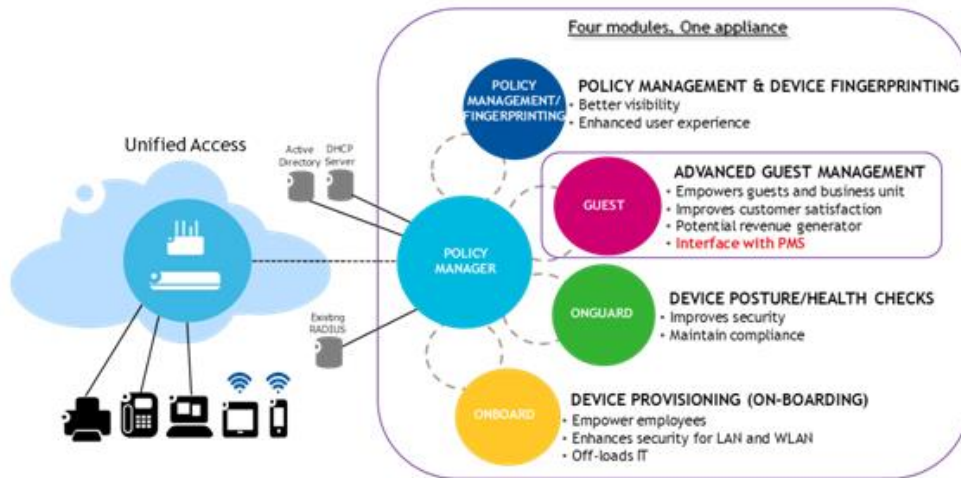 Four modules, One appliance
Unified Access
Active
Directory
DHCP
Server
Existing
RADIUS
POLICY
MANAGER
POLICY
MANAGEMENT/
FINGERPRINTING
POLICY MANAGEMENT & DEVICE FINGERPRINTING
• Better visibility
• Enhanced user experience
GUEST
ADVANCED GUEST MANAGEMENT
• Empowers guests and business unit
• Improves customer satisfaction
• Potential revenue generator
• Interface with PMS
ONGUARD
DEVICE POSTURE/HEALTH CHECKS
• Improves security
• Maintain compliance
ONBOARD
DEVICE PROVISIONING (ON-BOARDING)
• Empower employees
• Enhances security for LAN and WLAN
• Off-loads IT